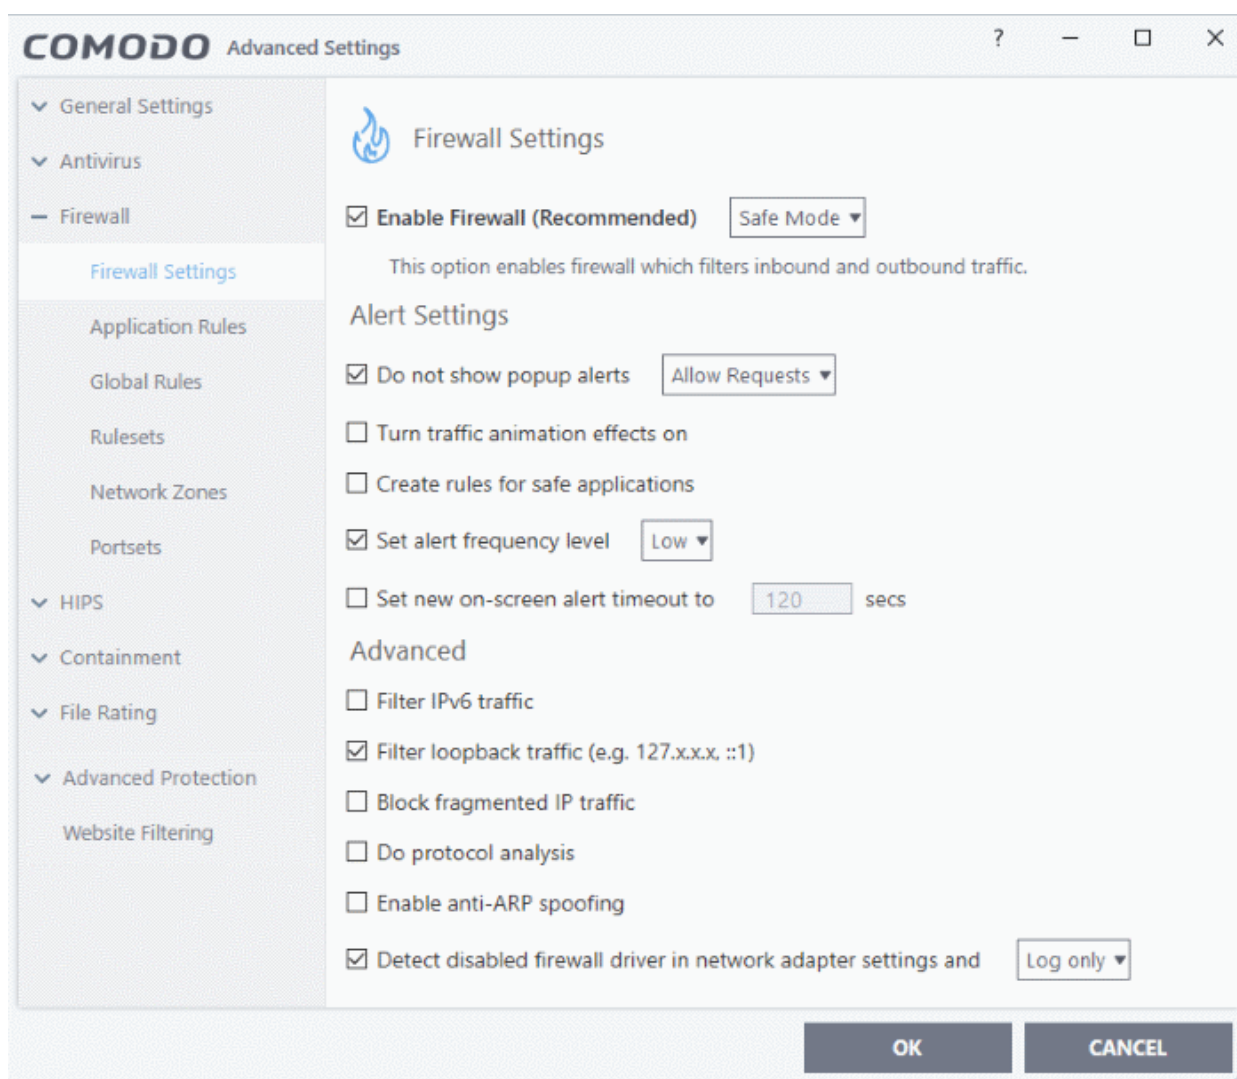 COMODO Advanced Settings ?
General Settings
Antivirus
Firewall
Firewall Settings
Application Rules
Global Rules
Rulesets
Network Zones
Portsets
HIPS
Containment
File Rating
Advanced Protection
Website Filtering
Firewall Settings
Enable Firewall (Recommended) Safe Mode
This option enables firewall which filters inbound and outbound traffic.
Alert Settings
Do not show popup alerts Allow Requests
Turn traffic animation effects on
Create rules for safe applications
Set alert frequency level Low
Set new on-screen alert timeout to 120 secs
Advanced
Filter IPv6 traffic
Filter loopback traffic (e.g. 127.x.x.x, ::1)
Block fragmented IP traffic
Do protocol analysis
Enable anti-ARP spoofing
Detect disabled firewall driver in network adapter settings and Log only
OK CANCEL